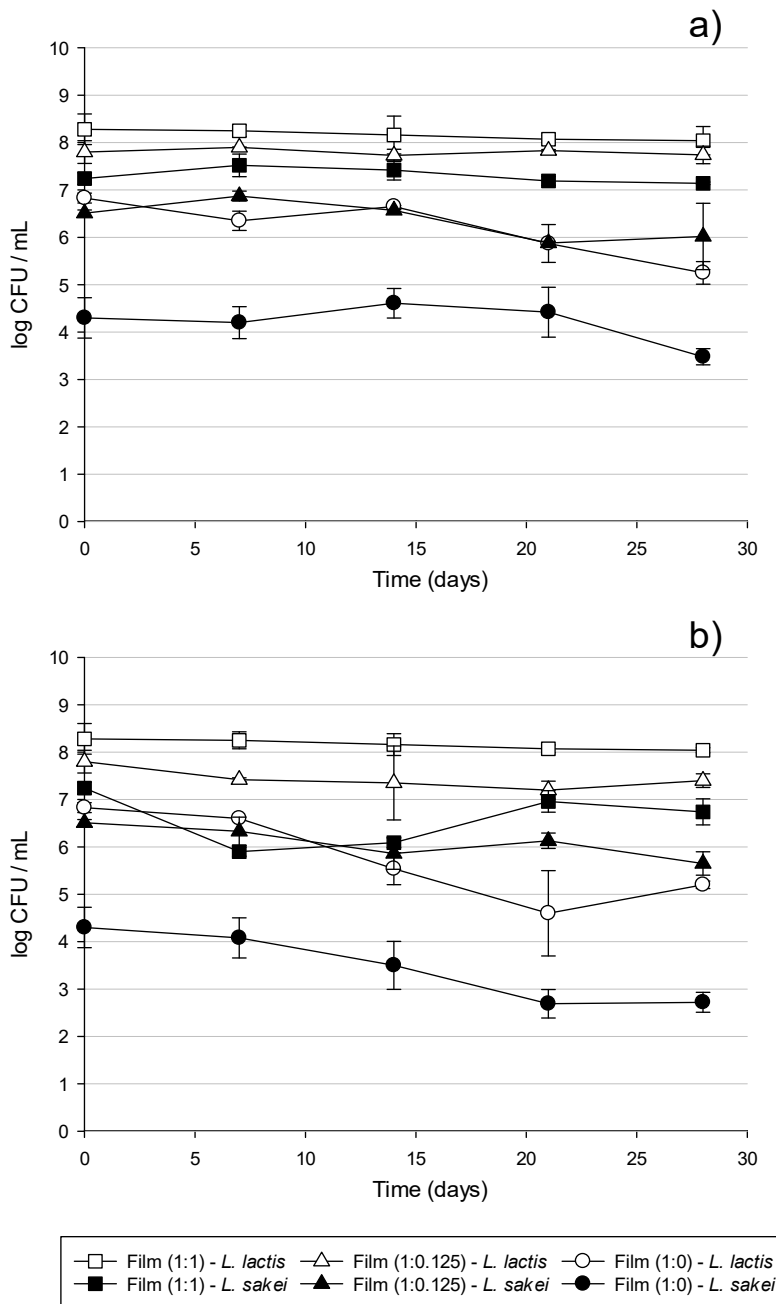 a)
10
9
8
7
6
5
4
3
2
1
0
log CFU / mL
0 5 10 15 20 25 30
Time (days)
b)
10
9
8
7
6
5
4
3
2
1
0
log CFU / mL
0 5 10 15 20 25 30
Time (days)
Film (1:1) - L. lactis Film (1:0.125) - L. lactis Film (1:0) - L. lactis
Film (1:1) - L. sakei Film (1:0.125) - L. sakei Film (1:0) - L. sakei